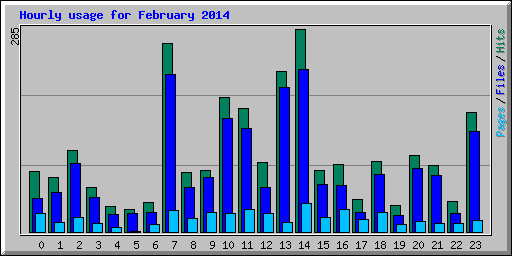 Hourly usage for February 2014
285
Pages/Files/Hits
0 1 2 3 4 5 6 7 8 9 10 11 12 13 14 15 16 17 18 19 20 21 22 23